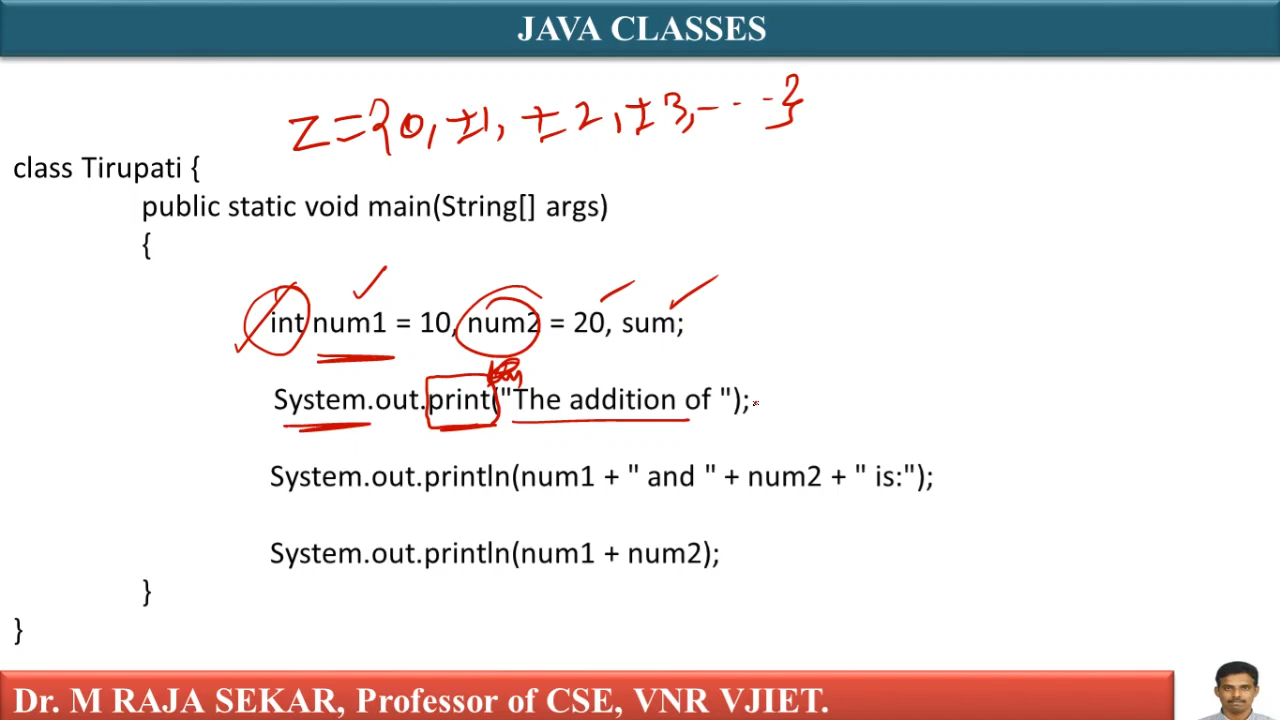 JAVA CLASSES
Z = {0, ±1, ±2, ±3, - - - -}
class Tirupati {
public static void main(String[] args)
{
int num1 = 10, num2 = 20, sum;
System.out.print("The addition of ");
System.out.println(num1 + " and " + num2 + " is:");
System.out.println(num1 + num2);
}
}
Dr. M RAJA SEKAR, Professor of CSE, VNR VJIET.